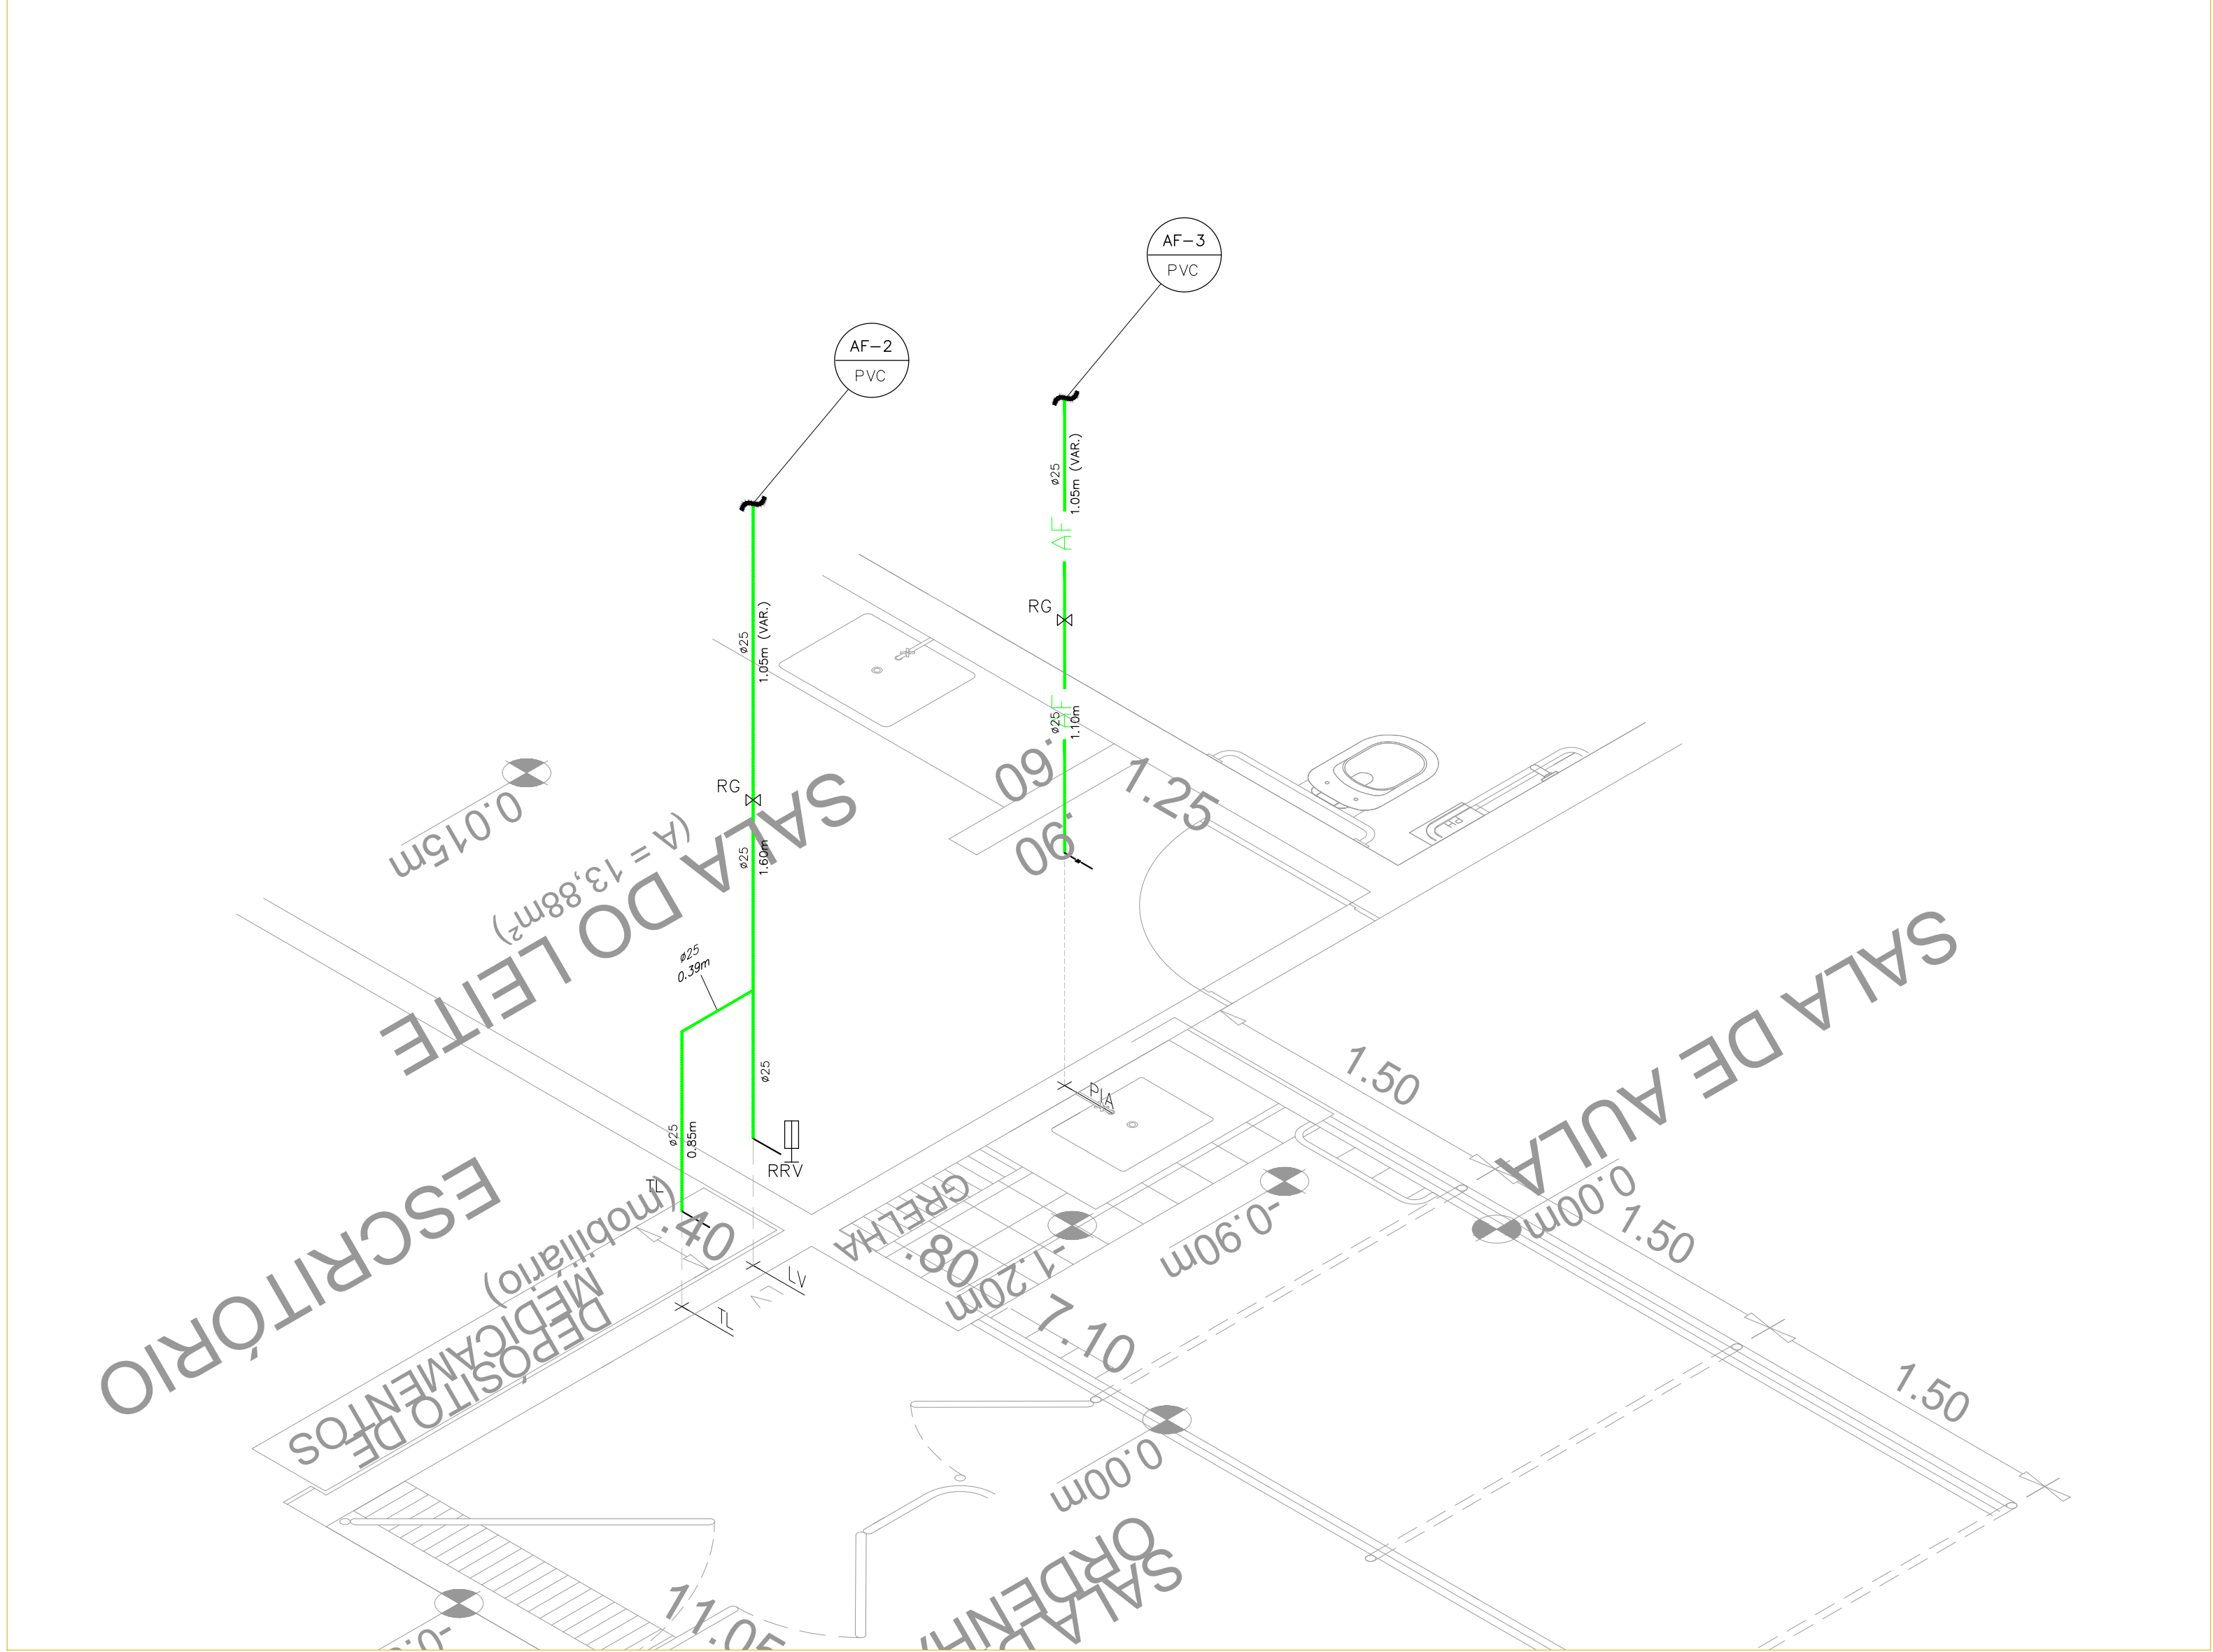 AF-3
PVC
AF-2
PVC
ø25
1.05m (VAR.)
AF
RG
ø25
1.05m (VAR.)
AF
ø25
1.10m
.60
1.25
.90
RG
ø25
1.60m
0.015m
SALA DO LEITE
(A = 13,88m²)
ø25
0.39m
PH
SALA DE AULA
1.50
ø25
PIA
ø25
0.85m
RRV
TL
ESCRITÓRIO
DEPÓSITO DE
MEDICAMENTOS
(mobiliário)
.40
LV
TL
GRELHA
.80
-1.20m
-0.90m
0.00m
1.50
7.10
1.50
0.00m
SALA
ORDENHA